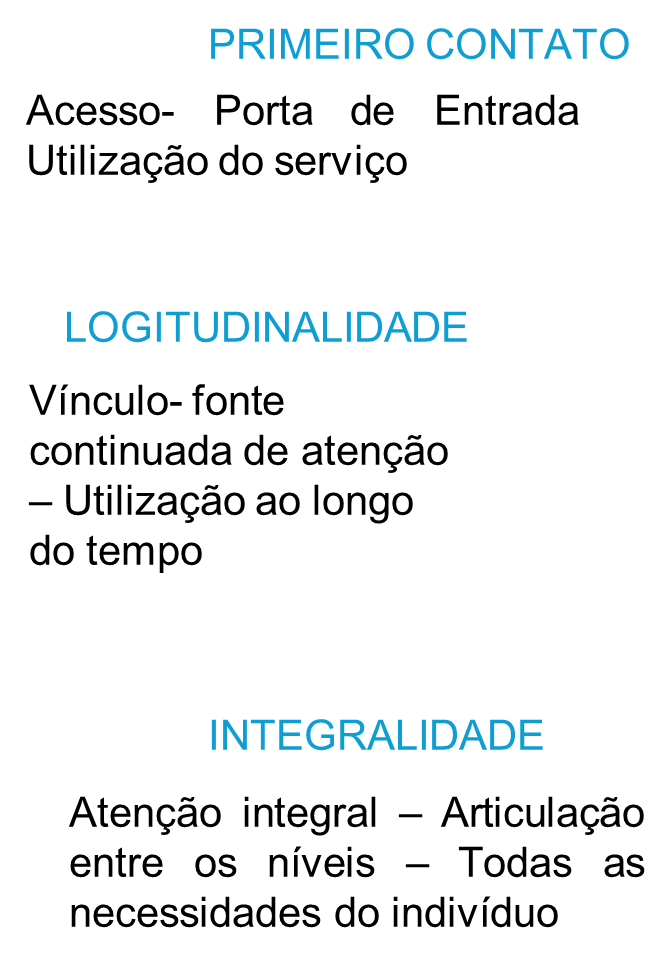 PRIMEIRO CONTATO
Acesso- Porta de Entrada
Utilização do serviço
LOGITUDINALIDADE
Vínculo- fonte
continuada de atenção
– Utilização ao longo
do tempo
INTEGRALIDADE
Atenção integral – Articulação
entre os níveis – Todas as
necessidades do indivíduo